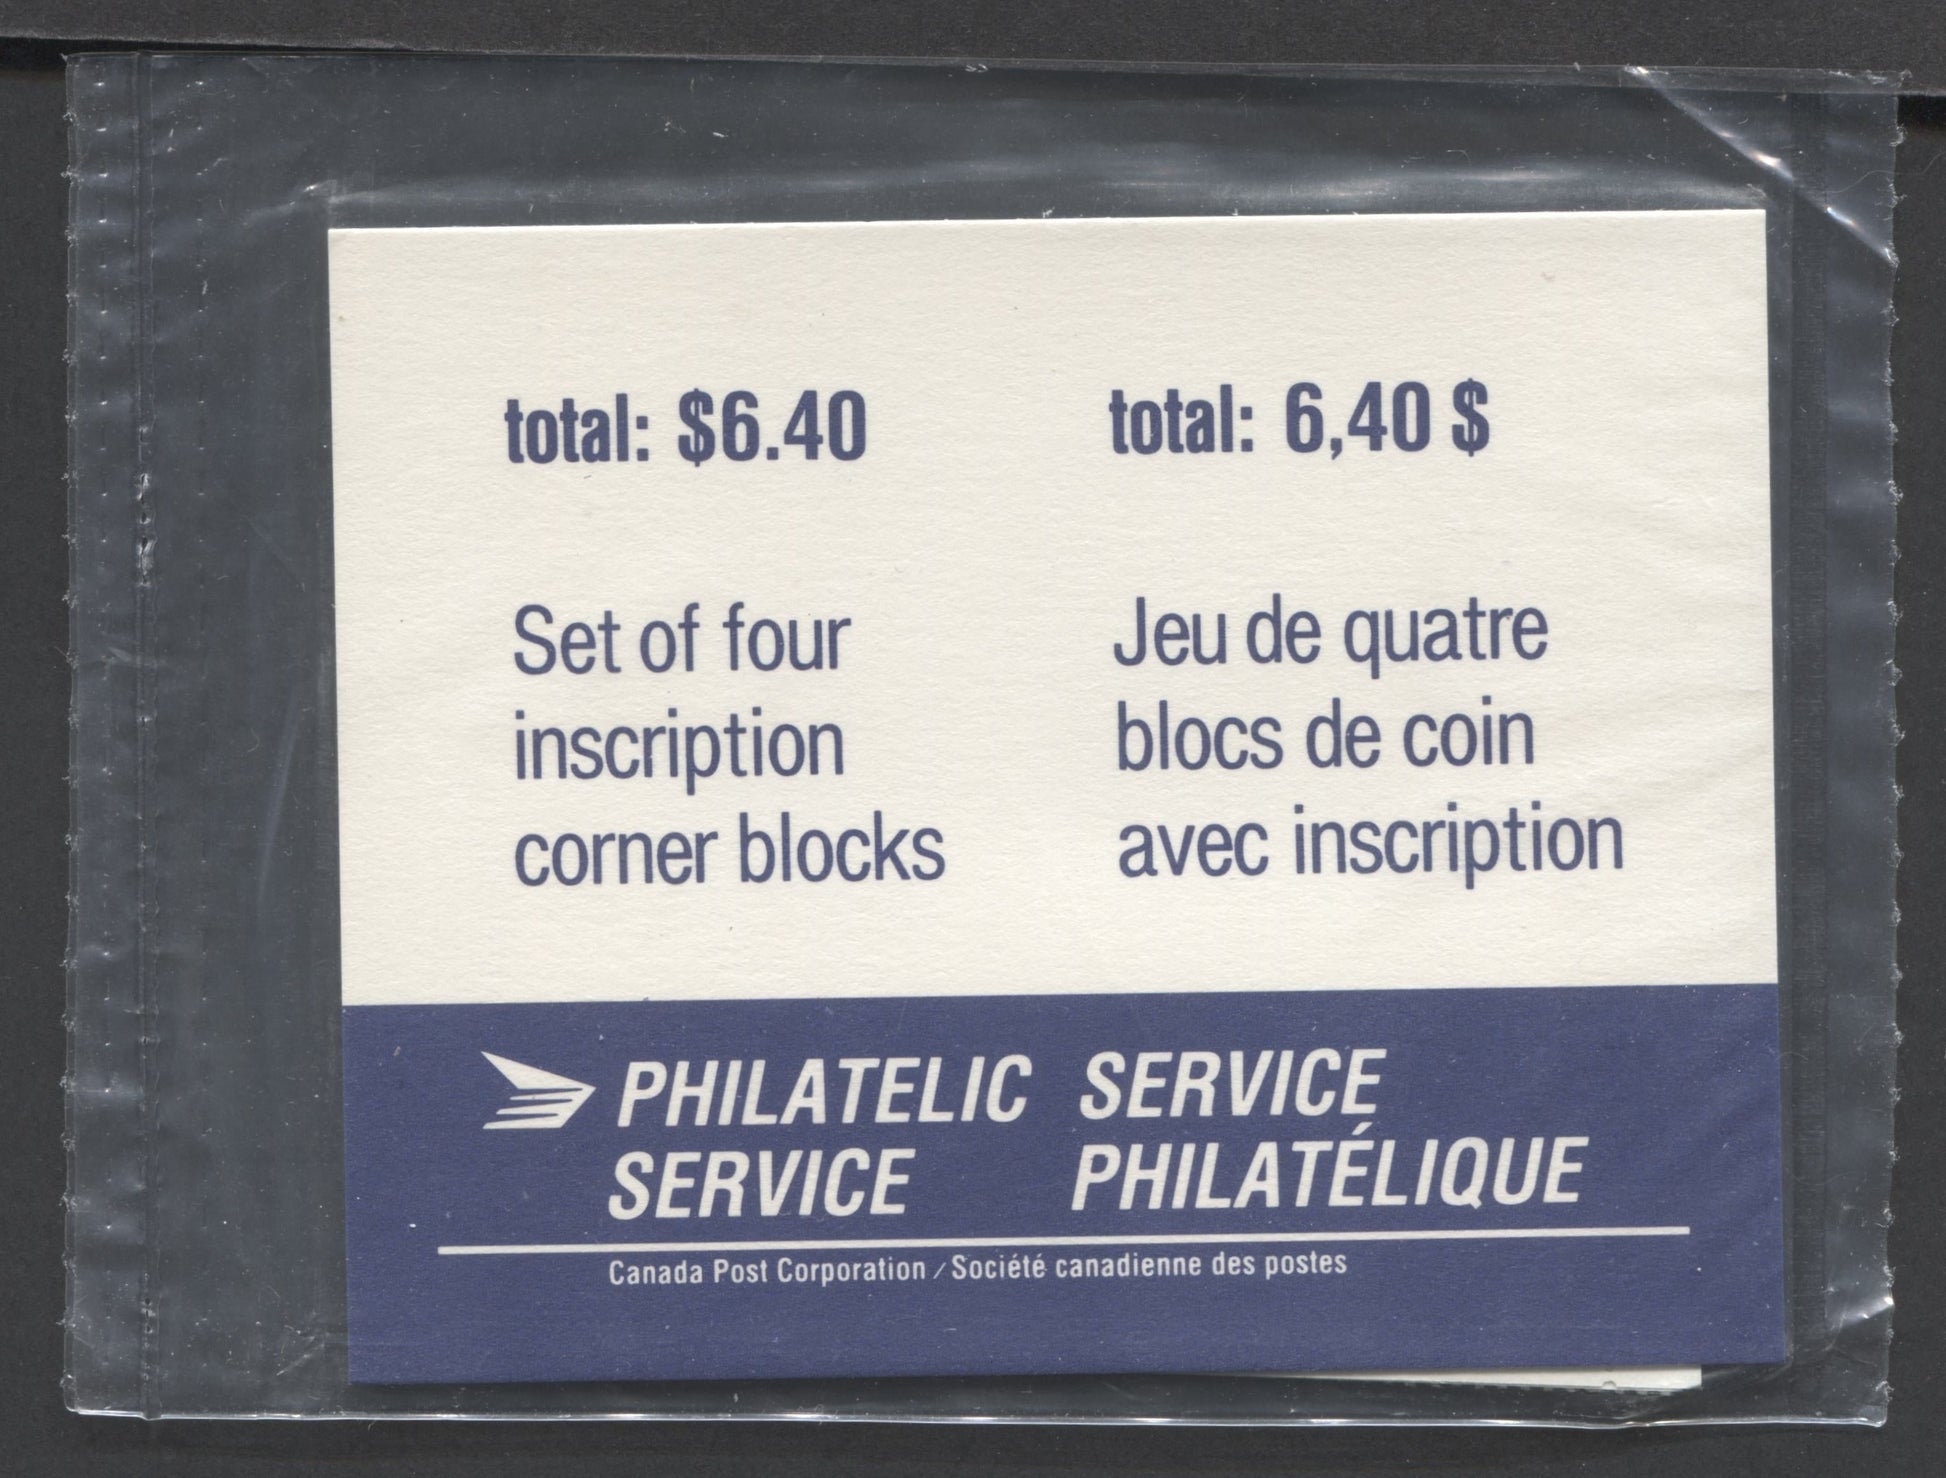 total: $6.40
Set of four
inscription
corner blocks
total: 6,40 $
Jeu de quatre
blocs de coin
avec inscription
PHILATELIC
SERVICE
SERVICE
PHILATÉLIQUE
Canada Post Corporation / Société canadienne des postes